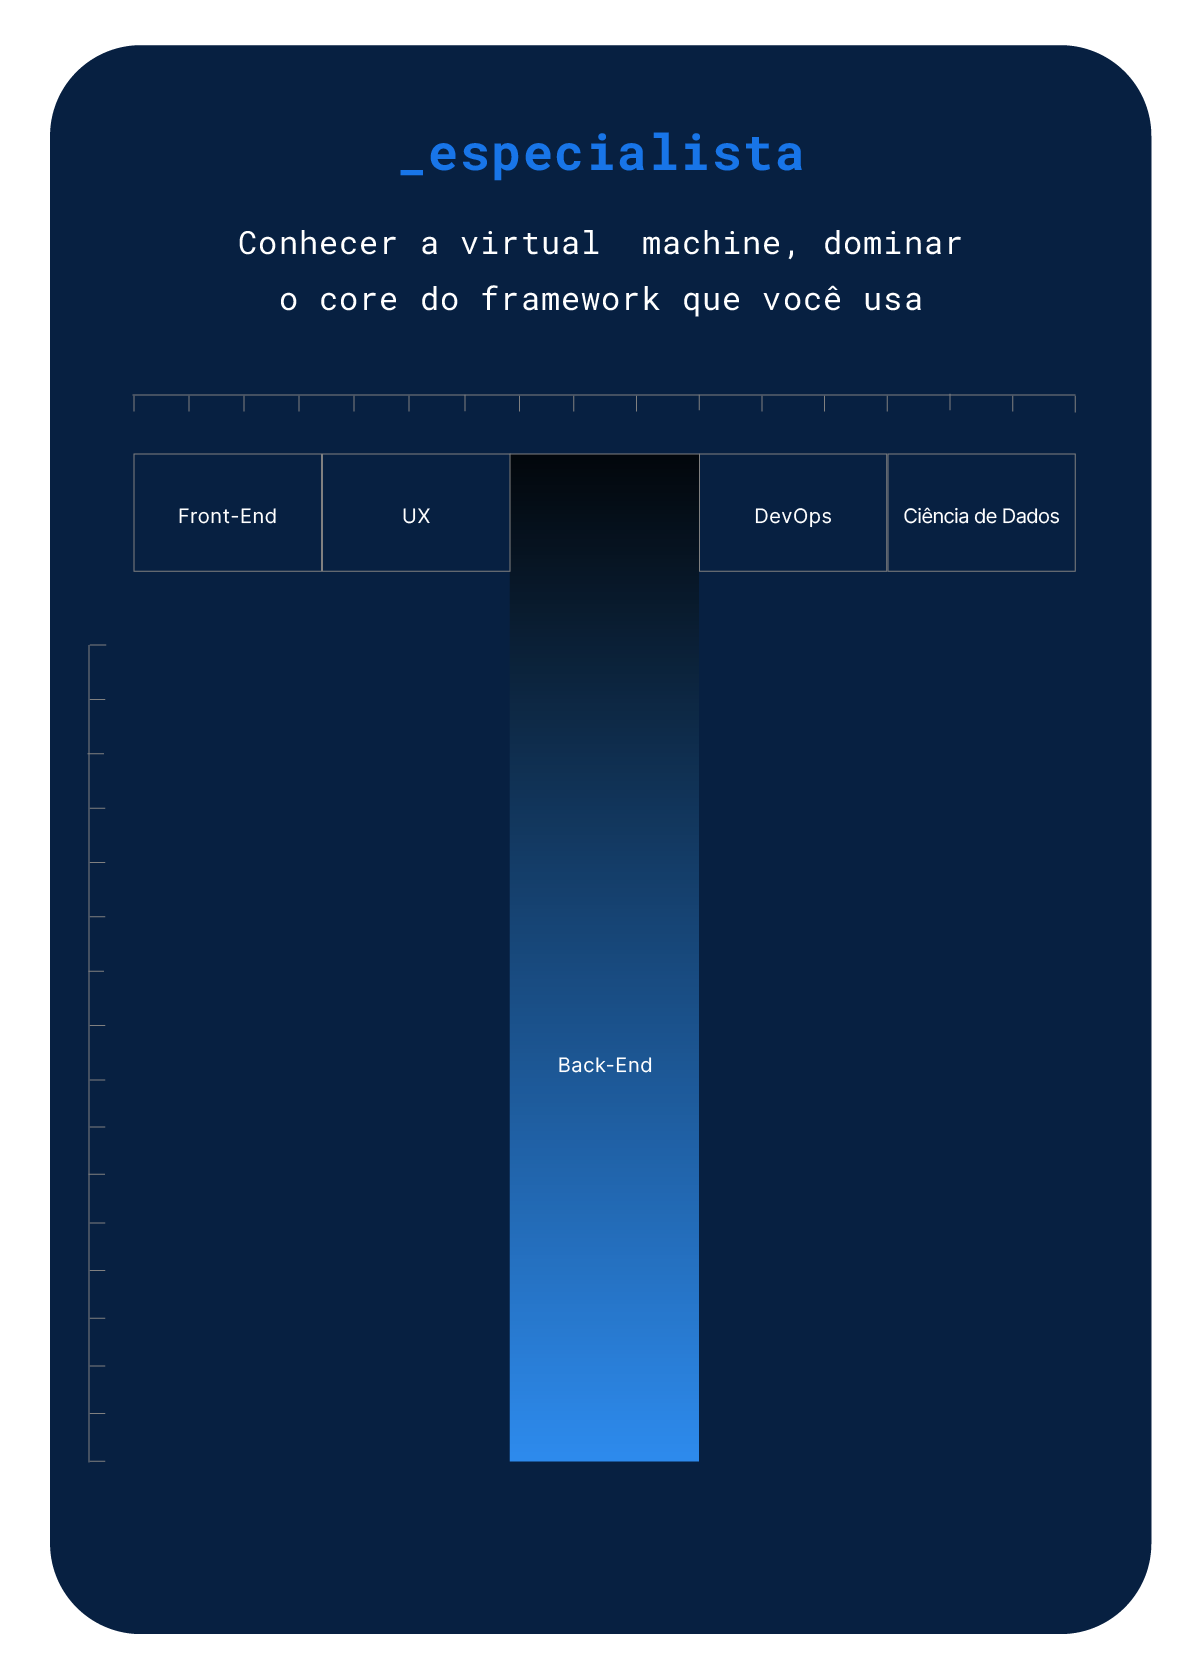 _especialista
Conhecer a virtual machine, dominar
o core do framework que você usa
Front-End
UX
DevOps
Ciência de Dados
Back-End